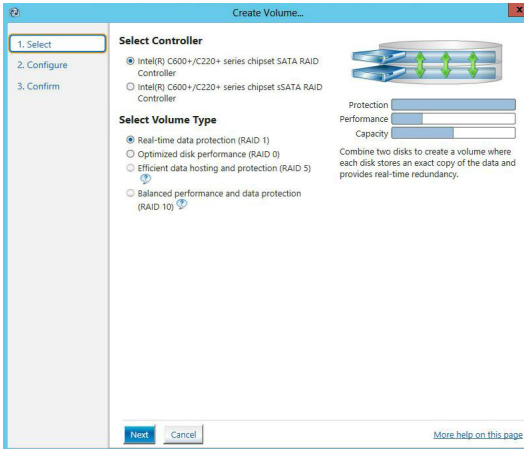 Create Volume...
x
1. Select
2. Configure
3. Confirm
Select Controller
Intel(R) C600+/C220+ series chipset SATA RAID
Controller
Intel(R) C600+/C220+ series chipset sSATA RAID
Controller
Select Volume Type
Real-time data protection (RAID 1)
Optimized disk performance (RAID 0)
Efficient data hosting and protection (RAID 5)
?
Balanced performance and data protection
(RAID 10) ?
Protection
Performance
Capacity
Combine two disks to create a volume where
each disk stores an exact copy of the data and
provides real-time redundancy.
Next
Cancel
More help on this page